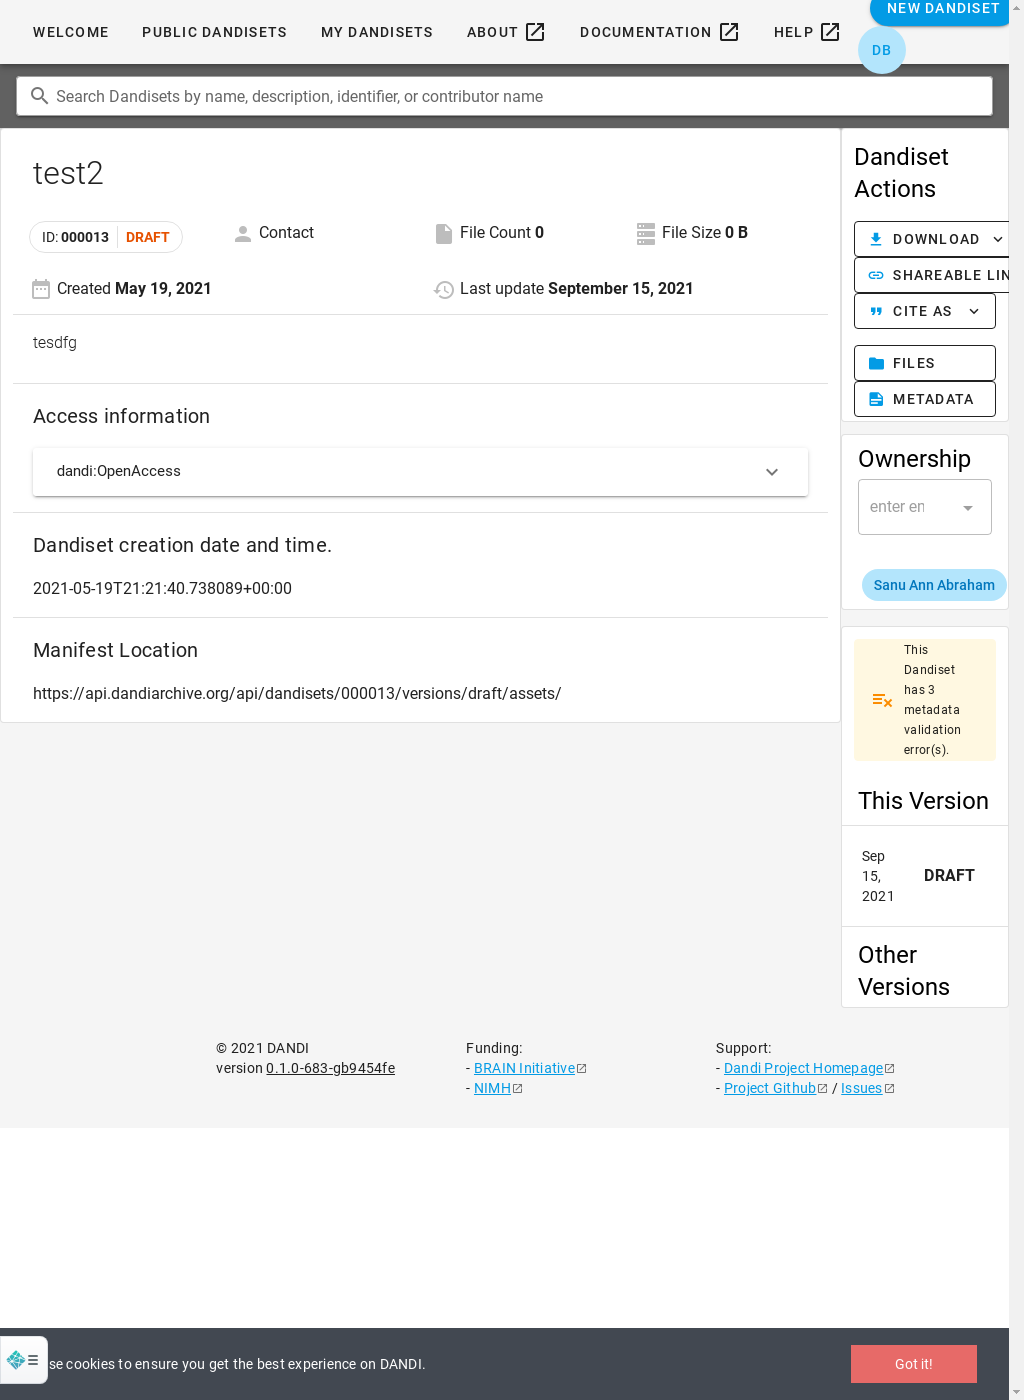 WELCOME PUBLIC DANDISETS MY DANDISETS ABOUT DOCUMENTATION HELP NEW DANDISET
DB
Search Dandisets by name, description, identifier, or contributor name
test2
ID: 000013 DRAFT Contact File Count 0 File Size 0 B
Created May 19, 2021 Last update September 15, 2021
tesdfg
Access information
dandi:OpenAccess
Dandiset creation date and time.
2021-05-19T21:21:40.738089+00:00
Manifest Location
https://api.dandiarchive.org/api/dandisets/000013/versions/draft/assets/
Dandiset
Actions
DOWNLOAD
SHAREABLE LIN
CITE AS
FILES
METADATA
Ownership
enter en
Sanu Ann Abraham
This
Dandiset
has 3
metadata
validation
error(s).
This Version
Sep
15,
2021
DRAFT
Other
Versions
© 2021 DANDI
version 0.1.0-683-gb9454fe
Funding:
- BRAIN Initiative
- NIMH
Support:
- Dandi Project Homepage
- Project Github / Issues
se cookies to ensure you get the best experience on DANDI.
Got it!